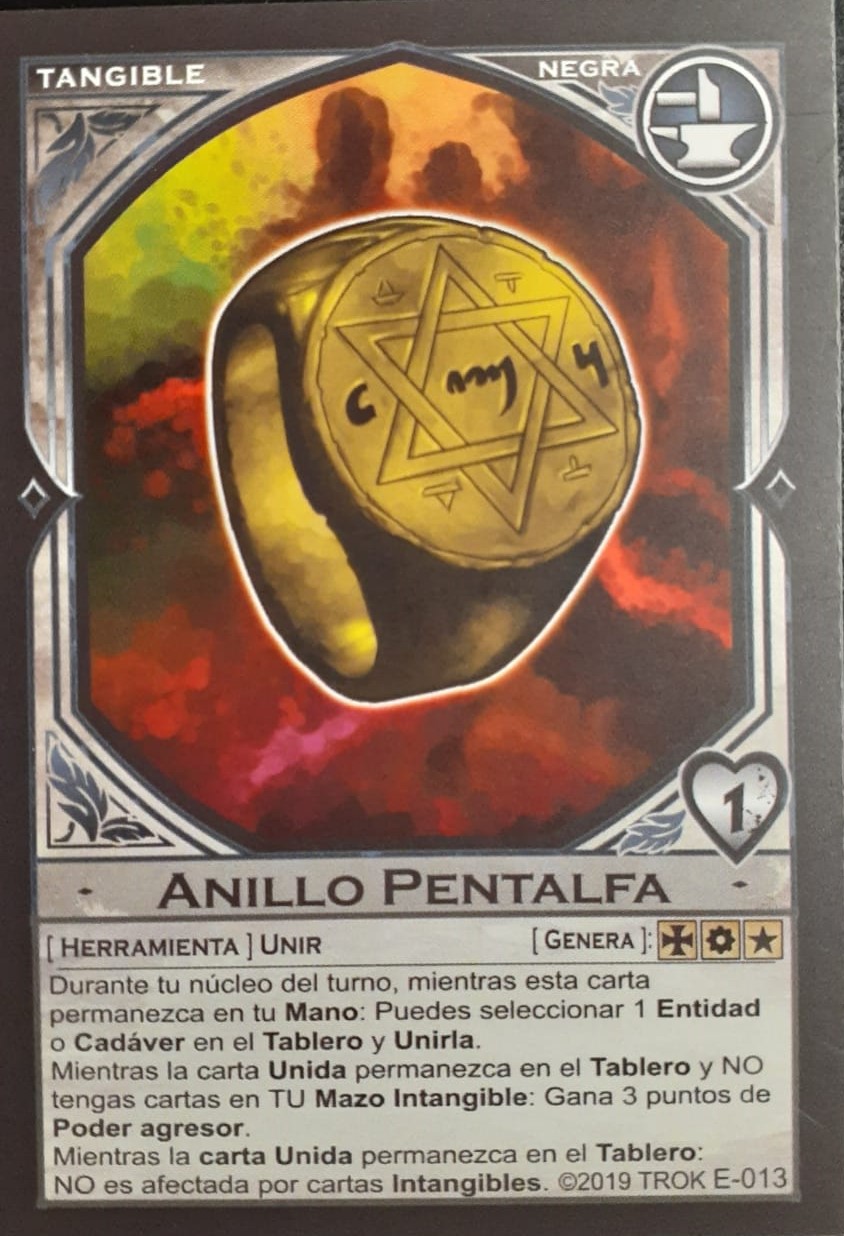 TANGIBLE
NEGRA
1
ANILLO PENTALFA
[ HERRAMIENTA ] UNIR
[ GENERA ]:
Durante tu núcleo del turno, mientras esta carta
permanezca en tu Mano: Puedes seleccionar 1 Entidad
o Cadáver en el Tablero y Unirla.
Mientras la carta Unida permanezca en el Tablero y NO
tengas cartas en TU Mazo Intangible: Gana 3 puntos de
Poder agresor.
Mientras la carta Unida permanezca en el Tablero:
NO es afectada por cartas Intangibles. ©2019 TROK E-013